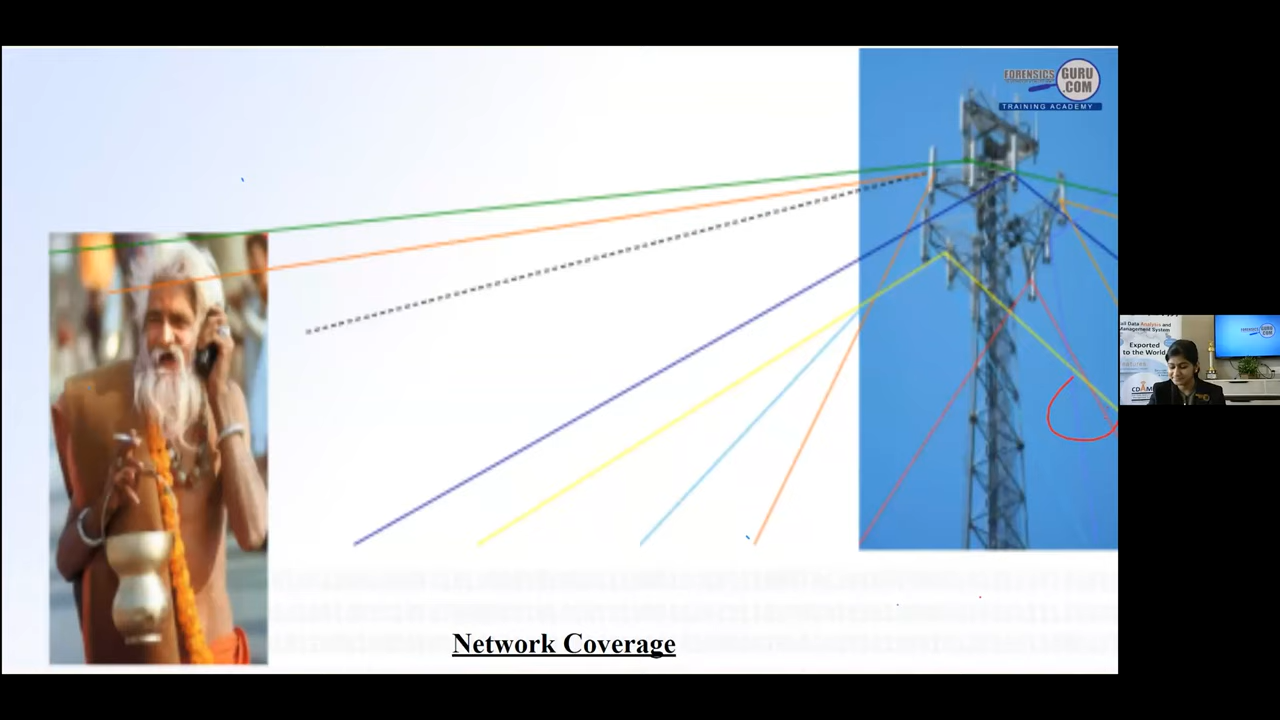 FORENSICS
GURU
.COM
TRAINING ACADEMY
Network Coverage
Exported
to the World